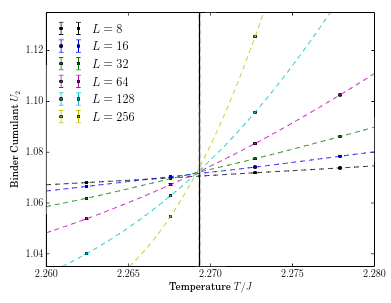 1.12
1.10
1.08
1.06
1.04
Binder Cumulant U₂
L = 8
L = 16
L = 32
L = 64
L = 128
L = 256
2.260 2.265 2.270 2.275 2.280
Temperature T/J